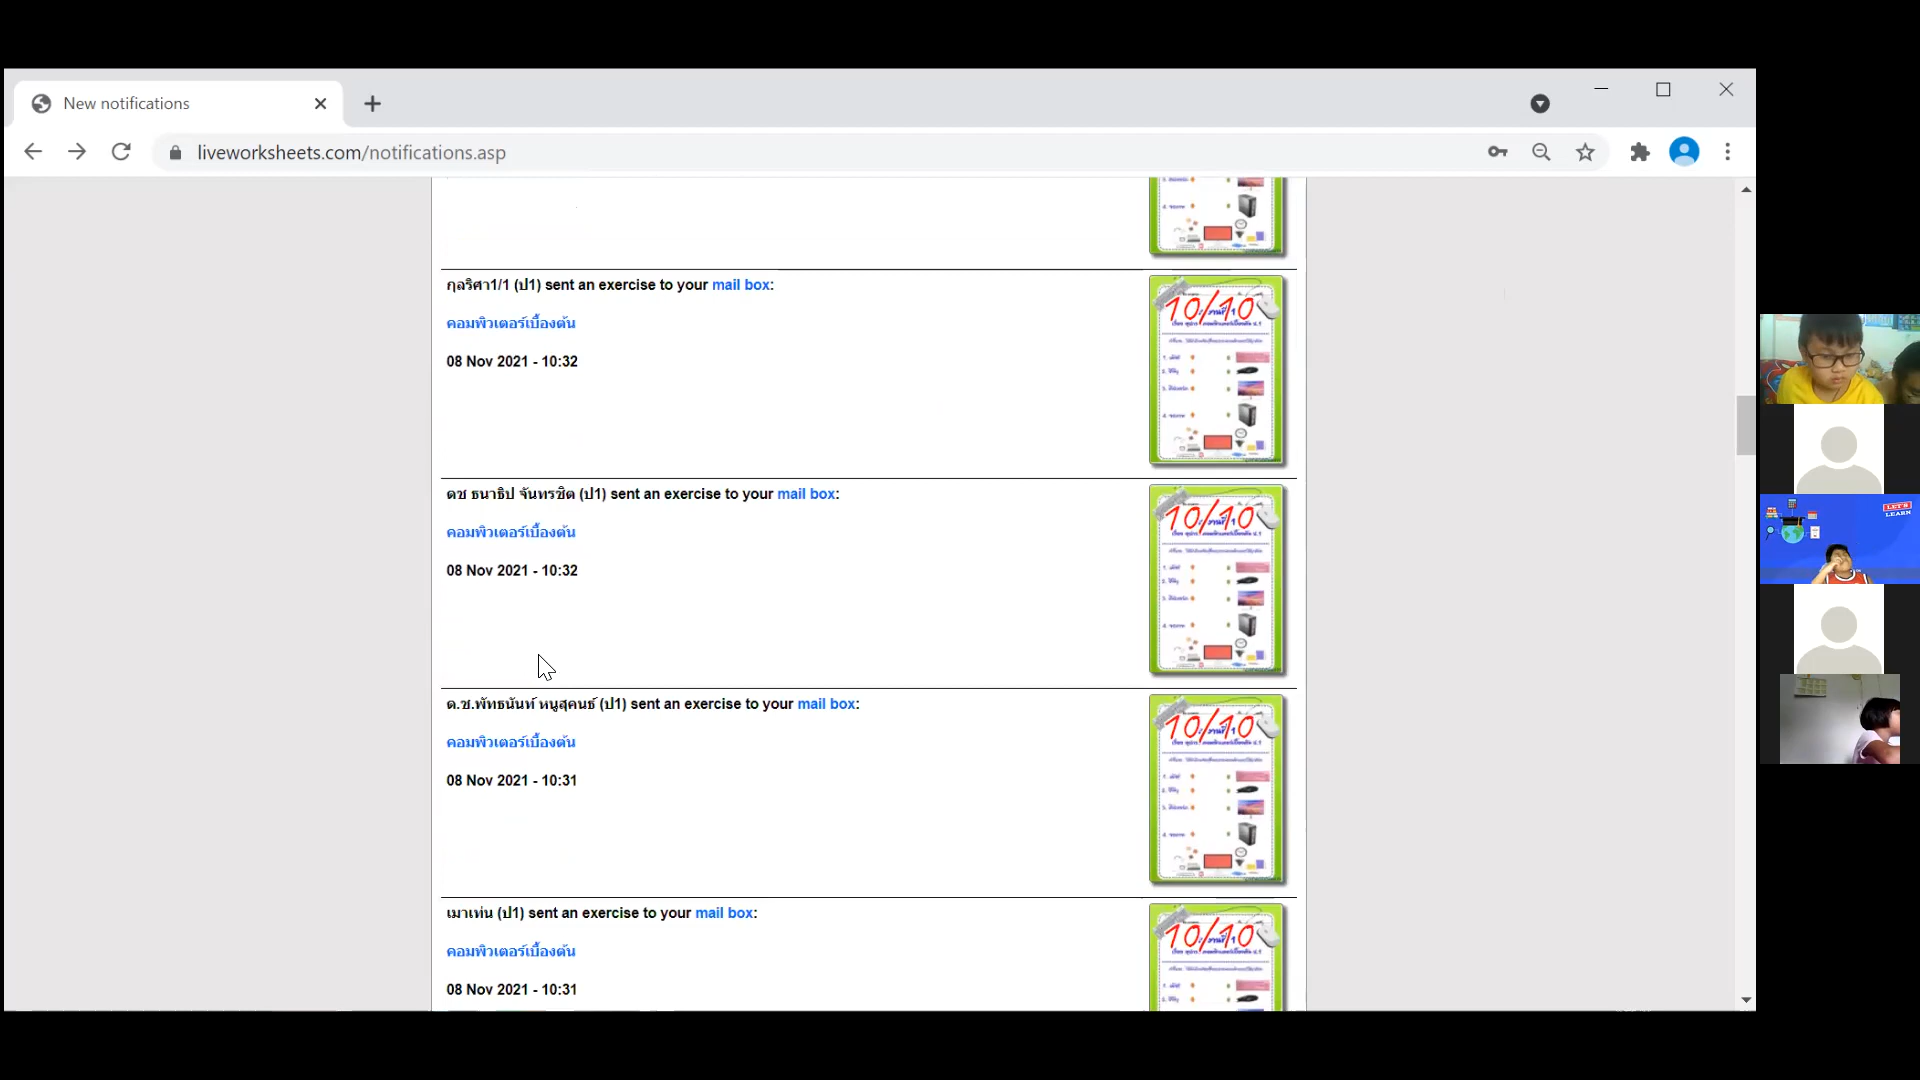 New notifications
liveworksheets.com/notifications.asp
กุลริศา1/1 (ป1) sent an exercise to your mail box:
คอมพิวเตอร์เบื้องต้น
08 Nov 2021 - 10:32
10/10
ดช ธนาธิป จันทรชิต (ป1) sent an exercise to your mail box:
คอมพิวเตอร์เบื้องต้น
08 Nov 2021 - 10:32
10/10
ด.ช.พัทธนันท์ หนูสุคนธ์ (ป1) sent an exercise to your mail box:
คอมพิวเตอร์เบื้องต้น
08 Nov 2021 - 10:31
10/10
เมาเท่น (ป1) sent an exercise to your mail box:
คอมพิวเตอร์เบื้องต้น
08 Nov 2021 - 10:31
10/10
LET'S
LEARN